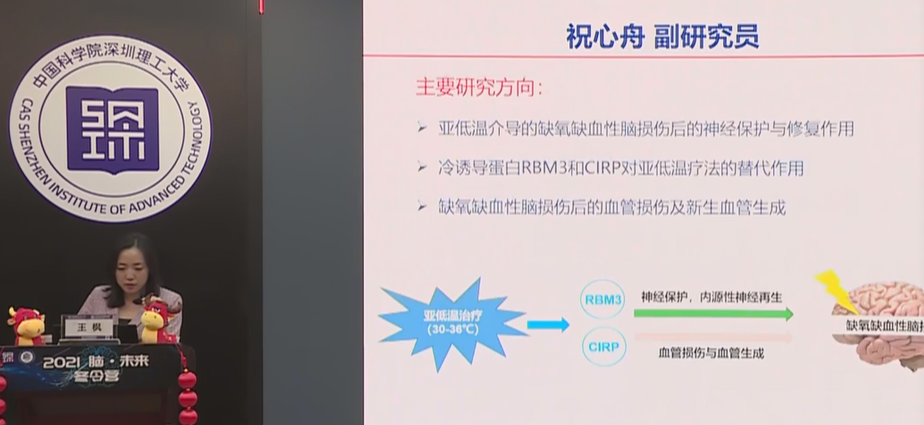 中国科学院深圳理工大学
CAS SHENZHEN INSTITUTE OF ADVANCED TECHNOLOGY
王枫
2021 脑·未来
冬令营
祝心舟 副研究员
主要研究方向:
➢ 亚低温介导的缺氧缺血性脑损伤后的神经保护与修复作用
➢ 冷诱导蛋白RBM3和CIRP对亚低温疗法的替代作用
➢ 缺氧缺血性脑损伤后的血管损伤及新生血管生成
亚低温治疗
(30-36℃)
RBM3
神经保护，内源性神经再生
CIRP
血管损伤与血管生成
缺氧缺血性脑损